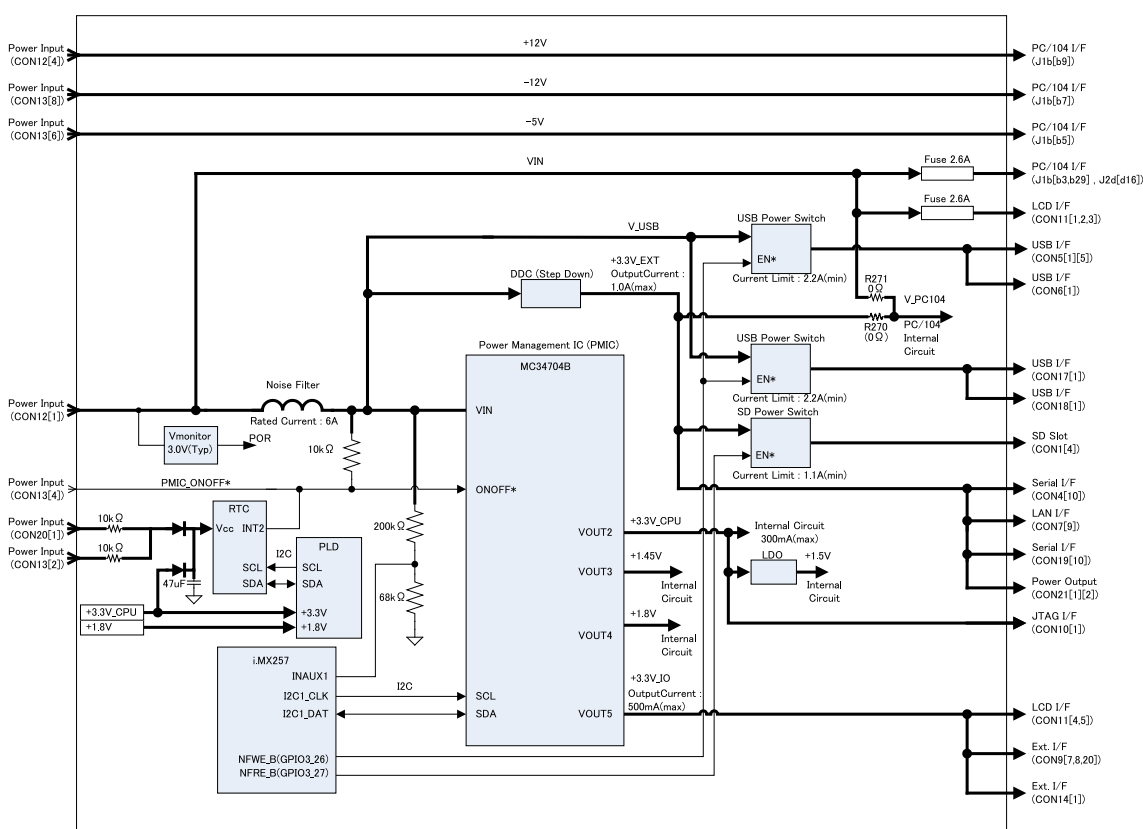 Power Input
(CON12[4])
+12V
PC/104 I/F
(J1b[b9])
Power Input
(CON13[8])
-12V
PC/104 I/F
(J1b[b7])
Power Input
(CON13[6])
-5V
PC/104 I/F
(J1b[b5])
VIN
Fuse 2.6A
PC/104 I/F
(J1b[b3,b29] , J2d[d16])
Fuse 2.6A
LCD I/F
(CON11[1,2,3])
V_USB
USB Power Switch
EN*
Current Limit : 2.2A(min)
USB I/F
(CON5[1][5])
USB I/F
(CON6[1])
DDC (Step Down)
+3.3V_EXT
OutputCurrent :
1.0A(max)
R271
0Ω
R270
(0Ω)
V_PC104
PC/104
Internal
Circuit
Power Management IC (PMIC)
MC34704B
USB Power Switch
EN*
Current Limit : 2.2A(min)
USB I/F
(CON17[1])
USB I/F
(CON18[1])
Power Input
(CON12[1])
Noise Filter
Rated Current : 6A
VIN
Vmonitor
3.0V(Typ)
POR
10kΩ
SD Power Switch
EN*
Current Limit : 1.1A(min)
SD Slot
(CON1[4])
Power Input
(CON13[4])
PMIC_ONOFF*
ONOFF*
Serial I/F
(CON4[10])
LAN I/F
(CON7[9])
Serial I/F
(CON19[10])
Power Output
(CON21[1][2])
JTAG I/F
(CON10[1])
Power Input
(CON20[1])
10kΩ
Power Input
(CON13[2])
10kΩ
47uF
RTC
Vcc
INT2
SCL
SDA
I2C
PLD
SCL
SDA
+3.3V
+1.8V
+3.3V_CPU
+1.8V
200kΩ
68kΩ
VOUT2
+3.3V_CPU
Internal Circuit
300mA(max)
LDO
+1.5V
Internal
Circuit
VOUT3
+1.45V
Internal
Circuit
VOUT4
+1.8V
Internal
Circuit
VOUT5
+3.3V_IO
OutputCurrent :
500mA(max)
SCL
SDA
i.MX257
INAUX1
I2C1_CLK
I2C1_DAT
I2C
NFWE_B(GPIO3_26)
NFRE_B(GPIO3_27)
LCD I/F
(CON11[4,5])
Ext. I/F
(CON9[7,8,20])
Ext. I/F
(CON14[1])